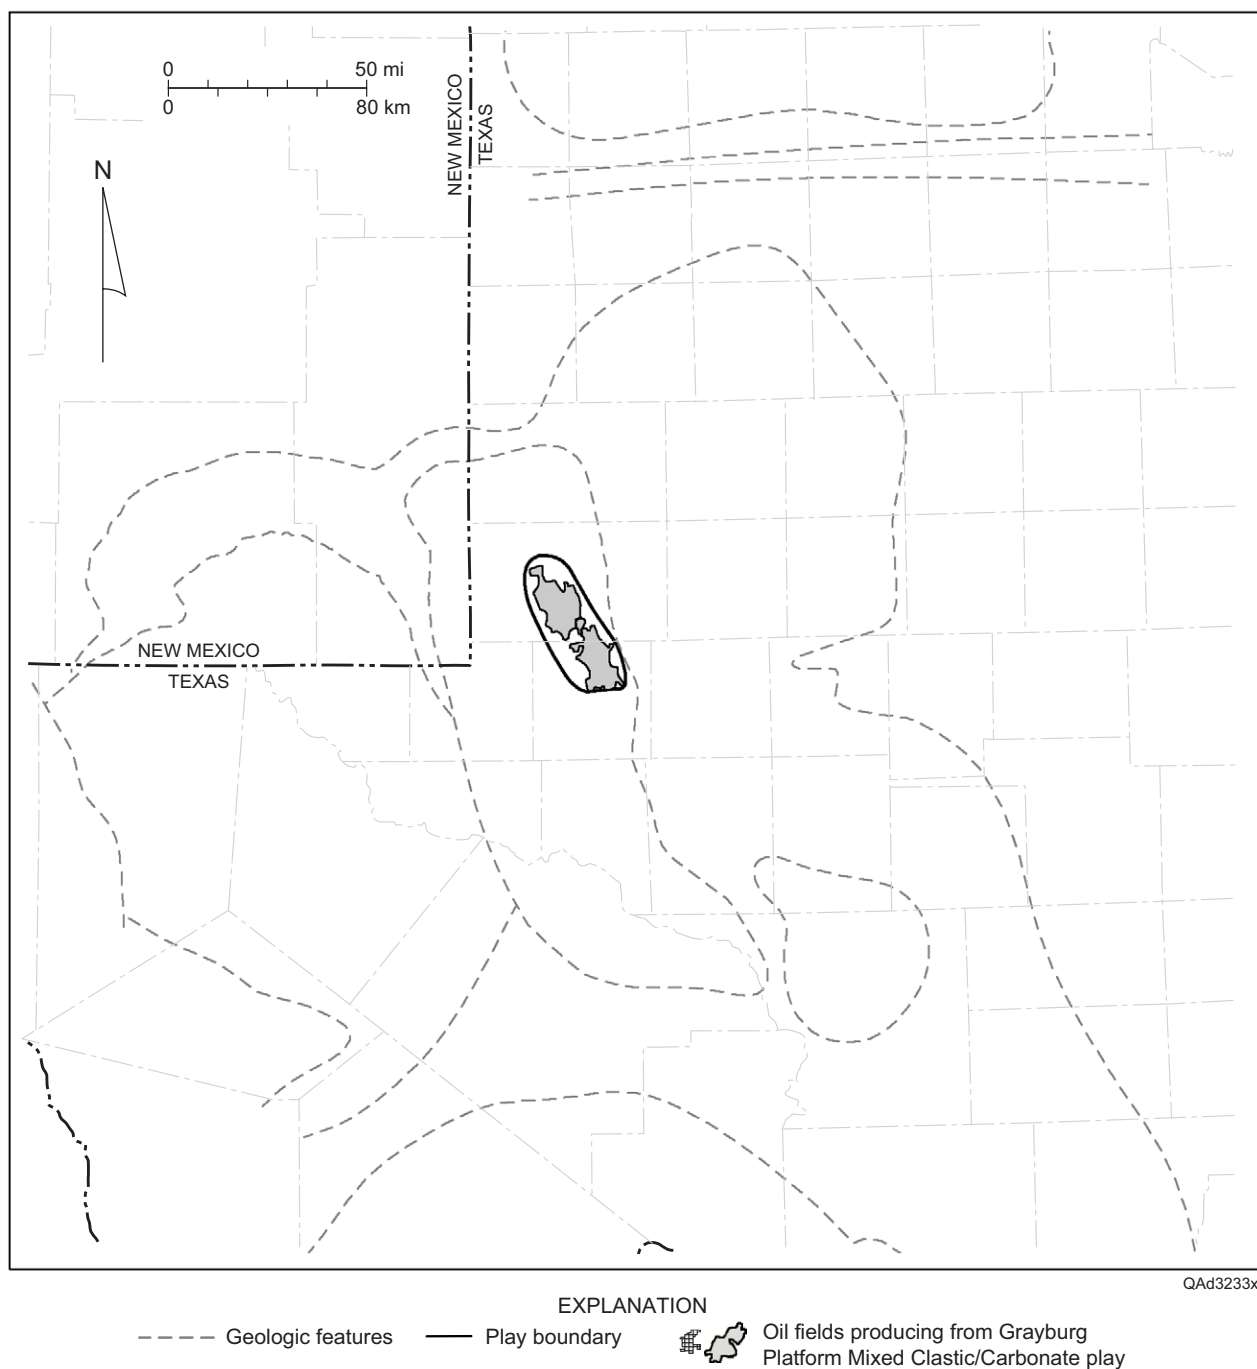 0 50 mi
0 80 km
NEW MEXICO
TEXAS
N
NEW MEXICO
TEXAS
QAd3233x
EXPLANATION
Geologic features
Play boundary
Oil fields producing from Grayburg
Platform Mixed Clastic/Carbonate play